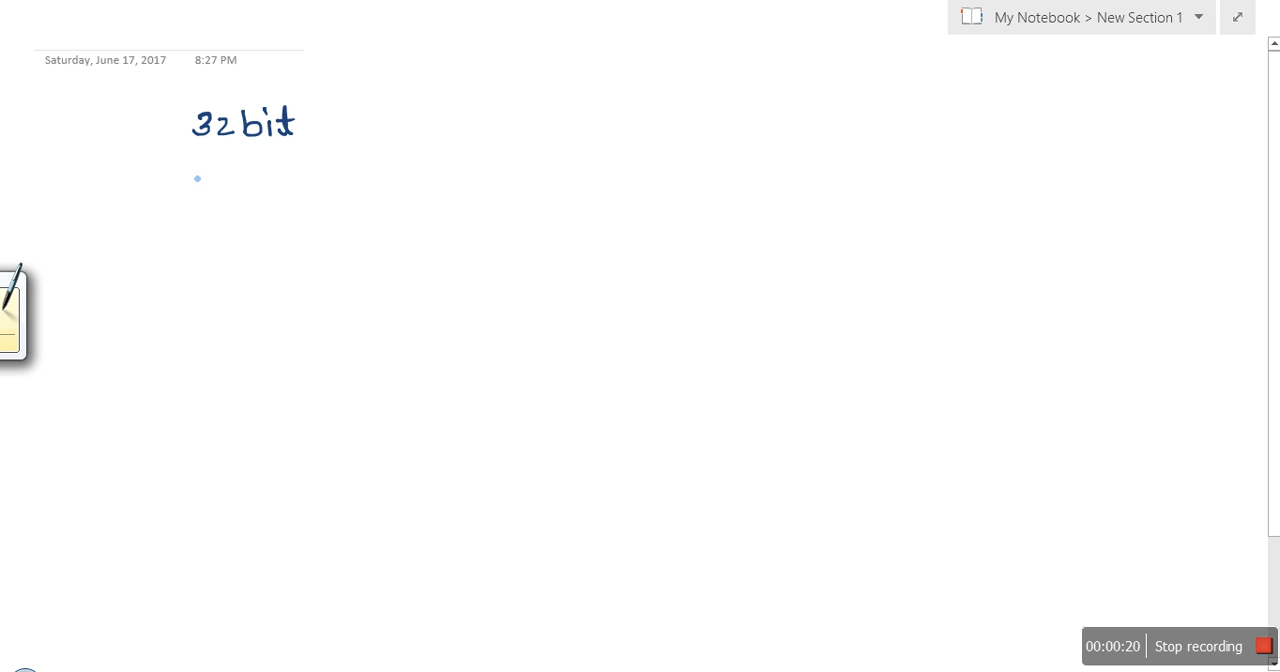 My Notebook > New Section 1
Saturday, June 17, 2017 8:27 PM
32bit
00:00:20 Stop recording